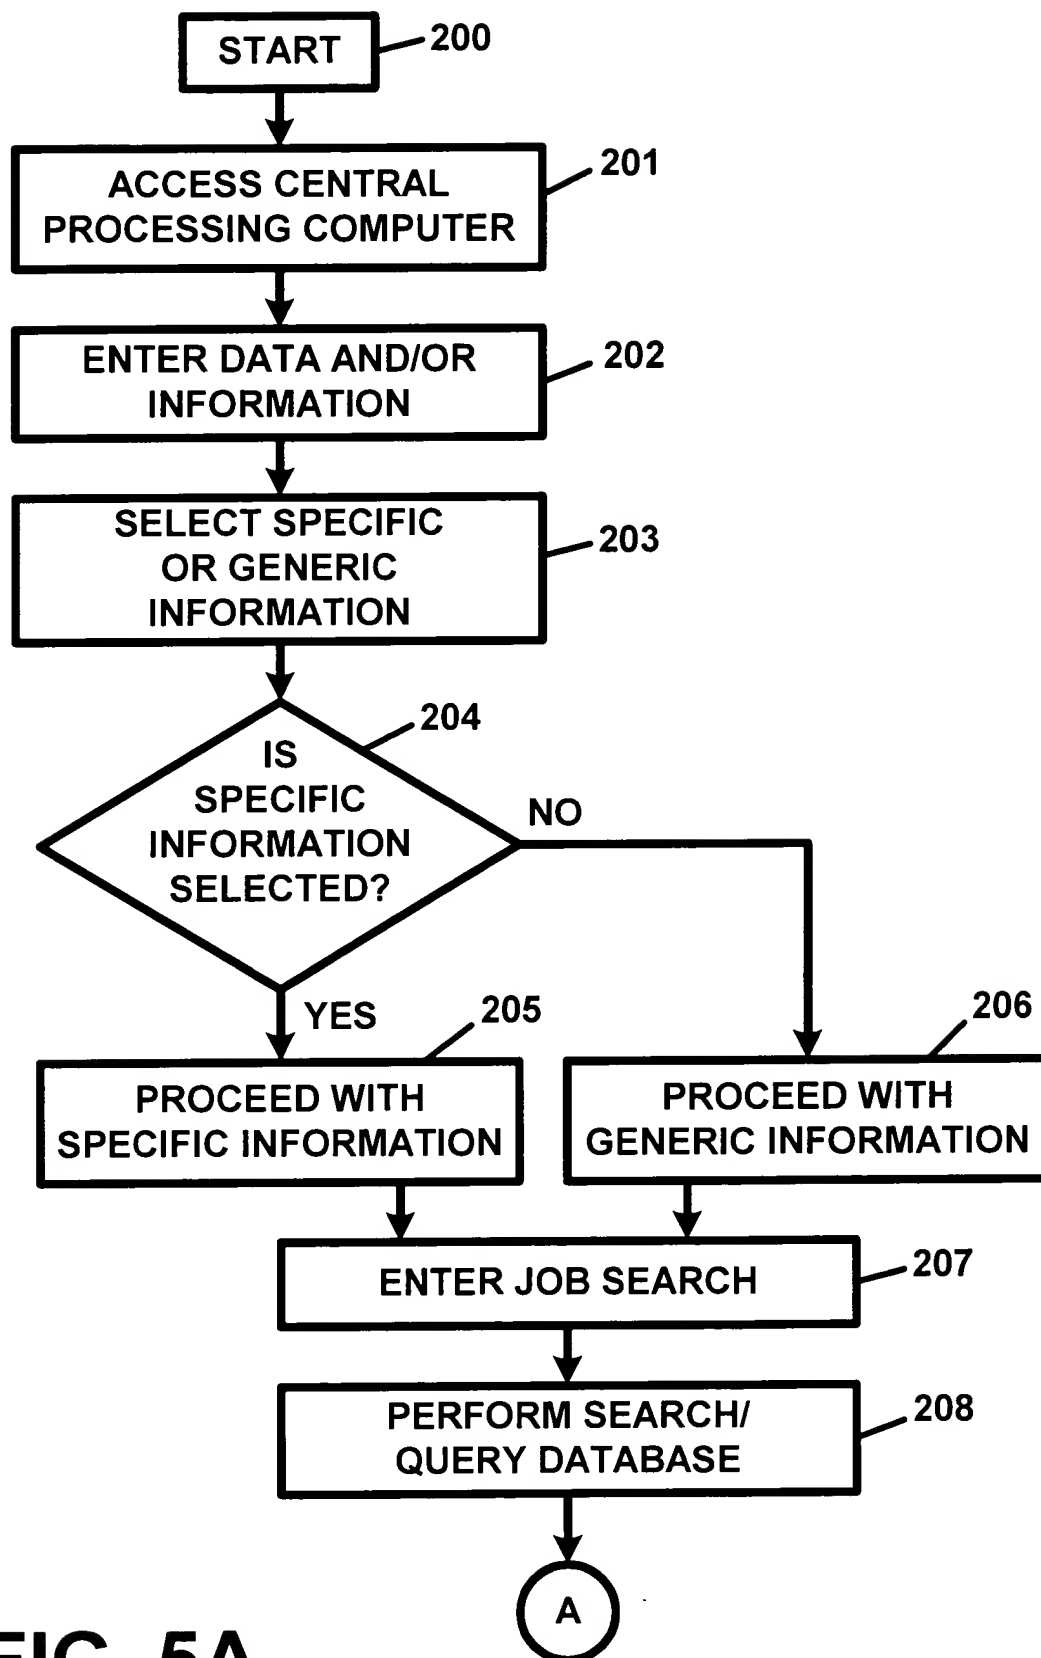 START
200
ACCESS CENTRAL
PROCESSING COMPUTER
201
ENTER DATA AND/OR
INFORMATION
202
SELECT SPECIFIC
OR GENERIC
INFORMATION
203
IS
SPECIFIC
INFORMATION
SELECTED?
204
NO
YES
205
PROCEED WITH
SPECIFIC INFORMATION
206
PROCEED WITH
GENERIC INFORMATION
ENTER JOB SEARCH
207
PERFORM SEARCH/
QUERY DATABASE
208
A
FIG. 5A